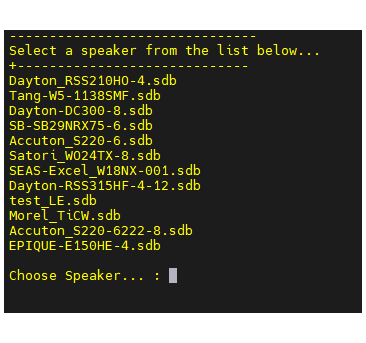 -------------------------------
Select a speaker from the list below...
+-----------------------------
Dayton_RSS210HO-4.sdb
Tang-W5-1138SMF.sdb
Dayton-DC300-8.sdb
SB-SB29NRX75-6.sdb
Accuton_S220-6.sdb
Satori_WO24TX-8.sdb
SEAS-Excel_W18NX-001.sdb
Dayton-RSS315HF-4-12.sdb
test_LE.sdb
Morel_TiCW.sdb
Accuton_S220-6222-8.sdb
EPIQUE-E150HE-4.sdb
Choose Speaker... :